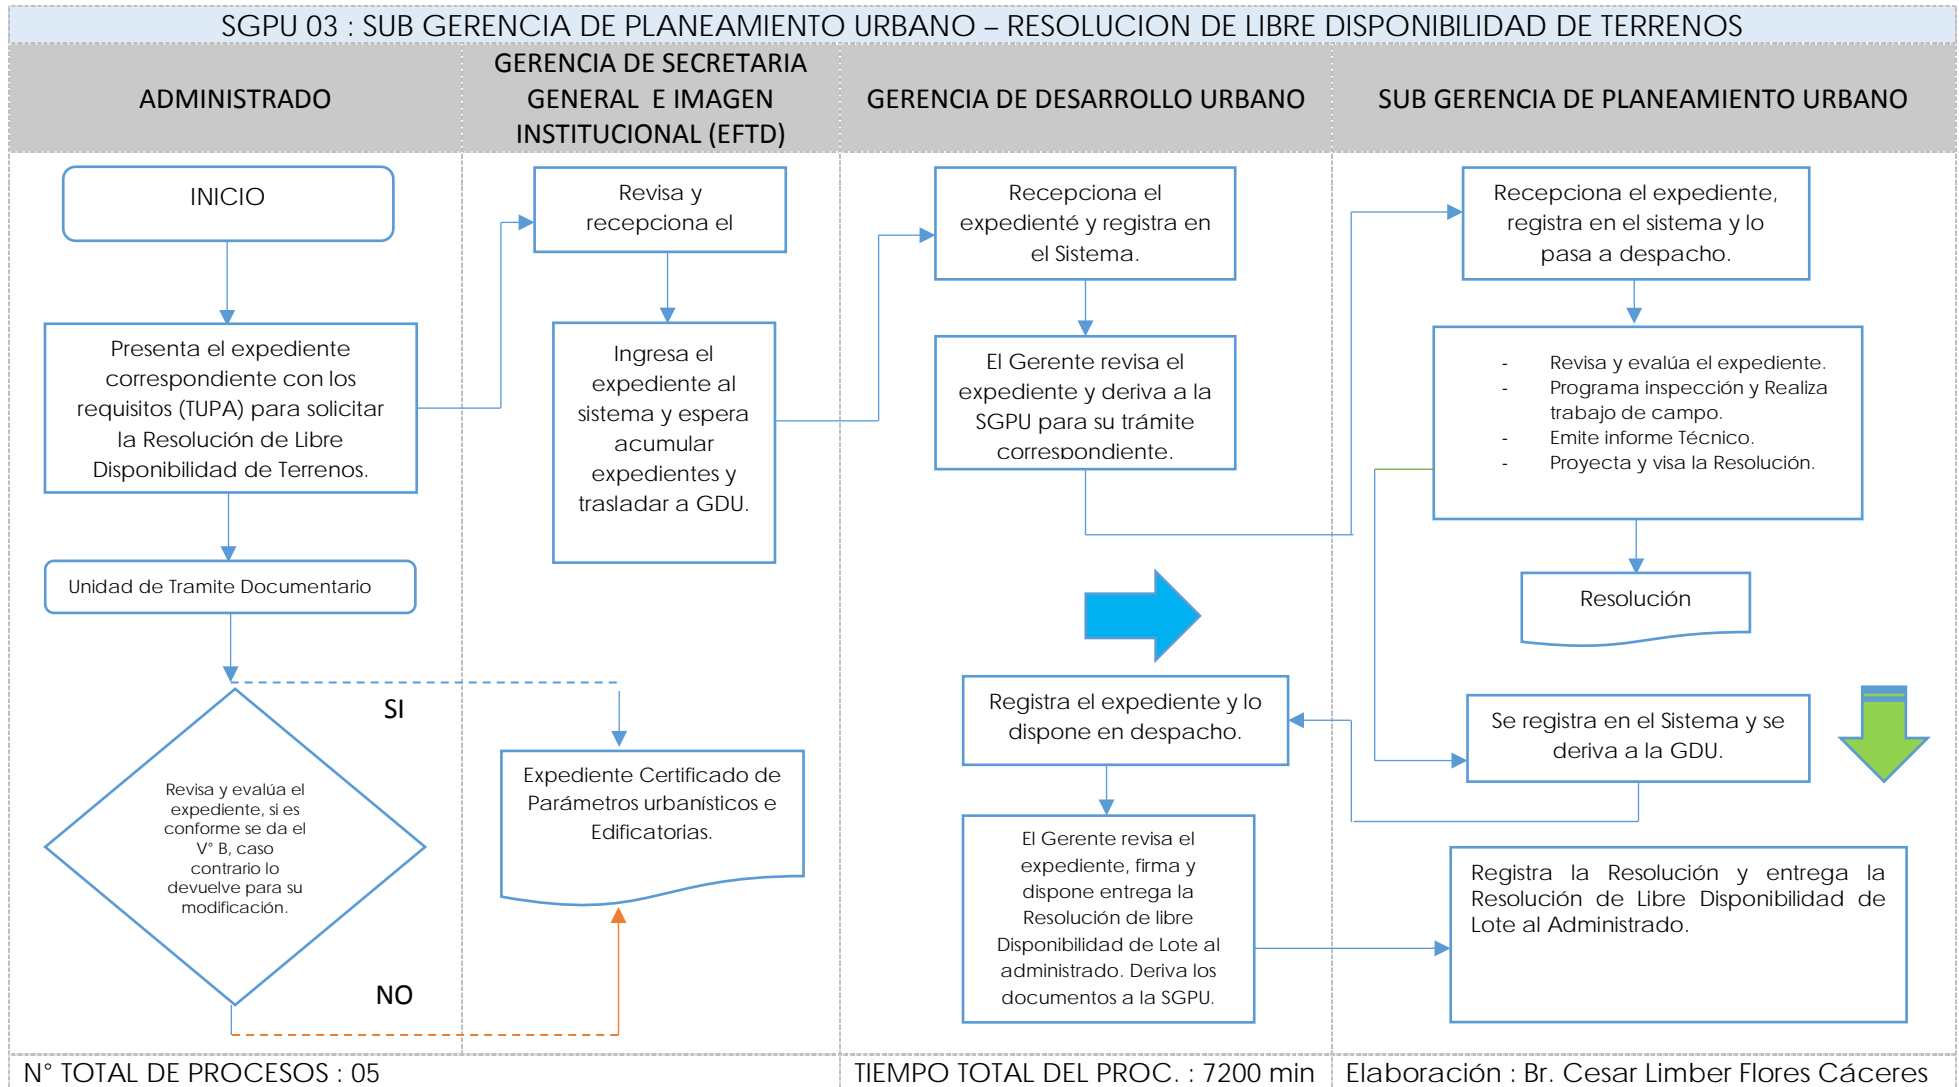 SGPU 03 : SUB GERENCIA DE PLANEAMIENTO URBANO – RESOLUCION DE LIBRE DISPONIBILIDAD DE TERRENOS
ADMINISTRADO
GERENCIA DE SECRETARIA
GENERAL E IMAGEN
INSTITUCIONAL (EFTD)
GERENCIA DE DESARROLLO URBANO
SUB GERENCIA DE PLANEAMIENTO URBANO
INICIO
Presenta el expediente
correspondiente con los
requisitos (TUPA) para solicitar
la Resolución de Libre
Disponibilidad de Terrenos.
Unidad de Tramite Documentario
SI
Revisa y evalúa el
expediente, si es
conforme se da el
V° B, caso
contrario lo
devuelve para su
modificación.
NO
Revisa y
recepciona el
Ingresa el
expediente al
sistema y espera
acumular
expedientes y
trasladar a GDU.
Expediente Certificado de
Parámetros urbanísticos e
Edificatorias.
Recepciona el
expedienté y registra en
el Sistema.
El Gerente revisa el
expediente y deriva a la
SGPU para su trámite
correspondiente.
Registra el expediente y lo
dispone en despacho.
El Gerente revisa el
expediente, firma y
dispone entrega la
Resolución de libre
Disponibilidad de Lote al
administrado. Deriva los
documentos a la SGPU.
Recepciona el expediente,
registra en el sistema y lo
pasa a despacho.
- Revisa y evalúa el expediente.
- Programa inspección y Realiza
trabajo de campo.
- Emite informe Técnico.
- Proyecta y visa la Resolución.
Resolución
Se registra en el Sistema y se
deriva a la GDU.
Registra la Resolución y entrega la
Resolución de Libre Disponibilidad de
Lote al Administrado.
N° TOTAL DE PROCESOS : 05
TIEMPO TOTAL DEL PROC. : 7200 min
Elaboración : Br. Cesar Limber Flores Cáceres